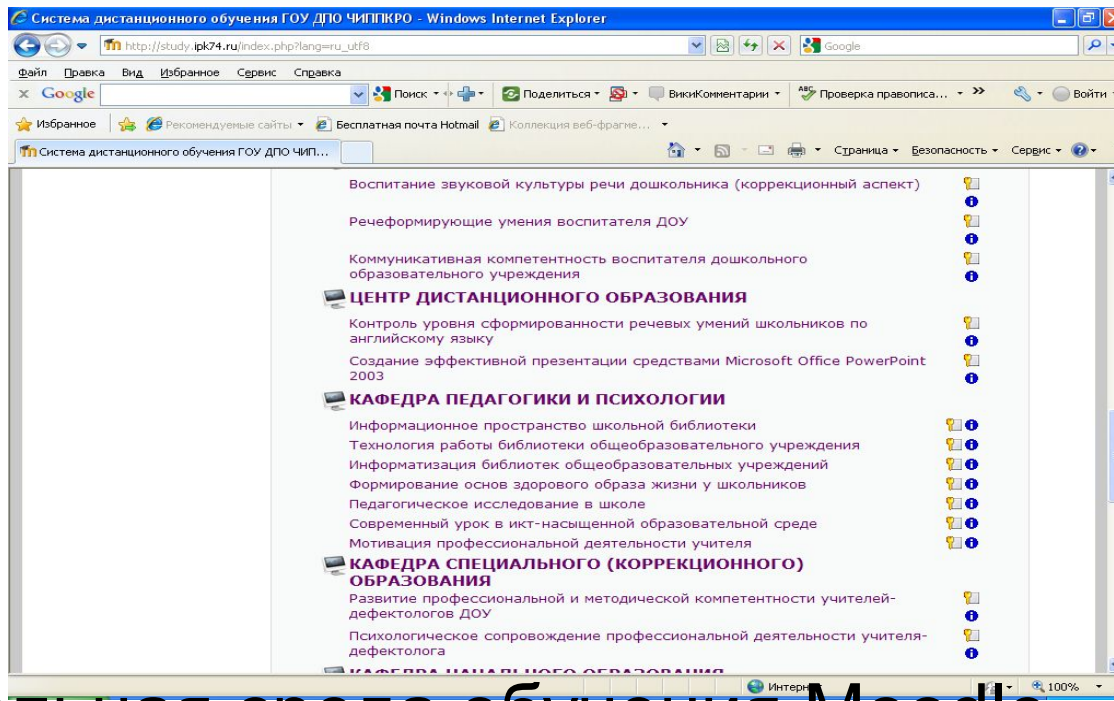 Система дистанционного обучения ГОУ ДПО ЧИППКРО - Windows Internet Explorer
http://study.ipk74.ru/index.php?lang=ru_utf8
Google
Файл Правка Вид Избранное Сервис Справка
x Google Поиск Поделиться ВикиКомментарии Проверка правописа... Войти
Избранное Рекомендуемые сайты Бесплатная почта Hotmail Коллекция веб-фрагме...
Система дистанционного обучения ГОУ ДПО ЧИП... Страница Безопасность Сервис
Воспитание звуковой культуры речи дошкольника (коррекционный аспект)
Речеформирующие умения воспитателя ДОУ
Коммуникативная компетентность воспитателя дошкольного
образовательного учреждения
ЦЕНТР ДИСТАНЦИОННОГО ОБРАЗОВАНИЯ
Контроль уровня сформированности речевых умений школьников по
английскому языку
Создание эффективной презентации средствами Microsoft Office PowerPoint
2003
КАФЕДРА ПЕДАГОГИКИ И ПСИХОЛОГИИ
Информационное пространство школьной библиотеки
Технология работы библиотеки общеобразовательного учреждения
Информатизация библиотек общеобразовательных учреждений
Формирование основ здорового образа жизни у школьников
Педагогическое исследование в школе
Современный урок в икт-насыщенной образовательной среде
Мотивация профессиональной деятельности учителя
КАФЕДРА СПЕЦИАЛЬНОГО (КОРРЕКЦИОННОГО)
ОБРАЗОВАНИЯ
Развитие профессиональной и методической компетентности учителей-
дефектологов ДОУ
Психологическое сопровождение профессиональной деятельности учителя-
дефектолога
КАФЕДРА НАЧАЛЬНОГО ОБРАЗОВАНИЯ
Интерн 100%
среда обучения Moodle